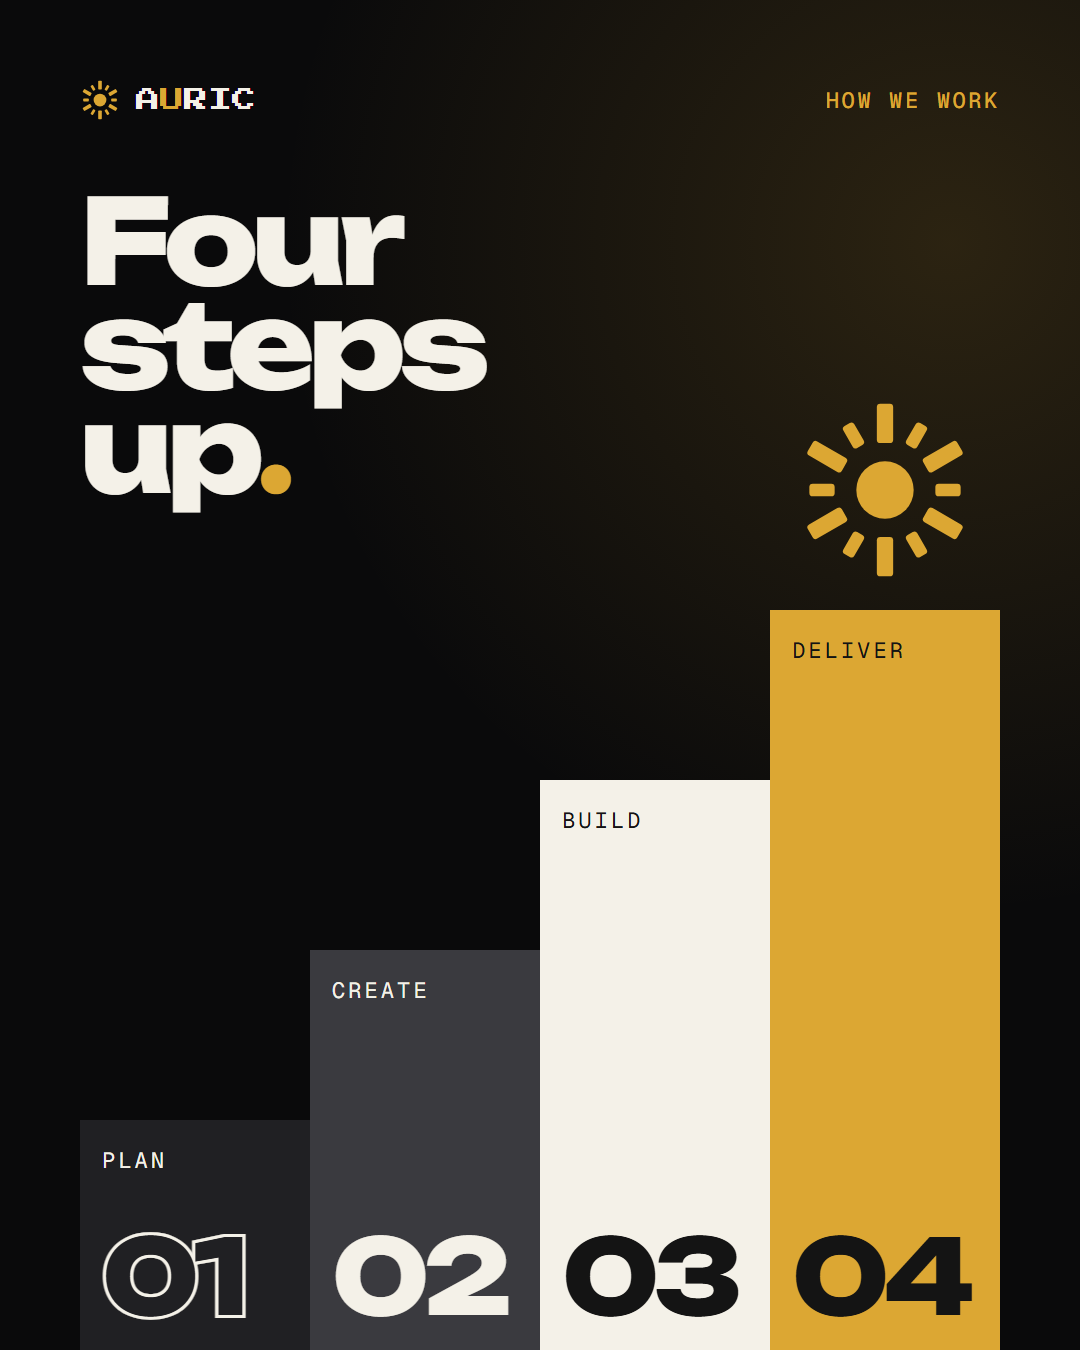 AURIC
HOW WE WORK
Four
steps
up.
PLAN
01
CREATE
02
BUILD
03
DELIVER
04